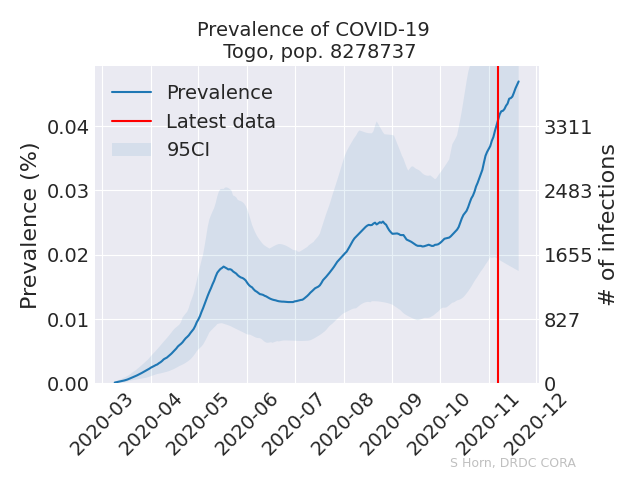 Prevalence of COVID-19
Togo, pop. 8278737
Prevalence
Latest data
95CI
Prevalence (%)
0.04
0.03
0.02
0.01
0.00
3311
2483
1655
827
0
# of infections
2020-03
2020-04
2020-05
2020-06
2020-07
2020-08
2020-09
2020-10
2020-11
2020-12
S Horn, DRDC CORA